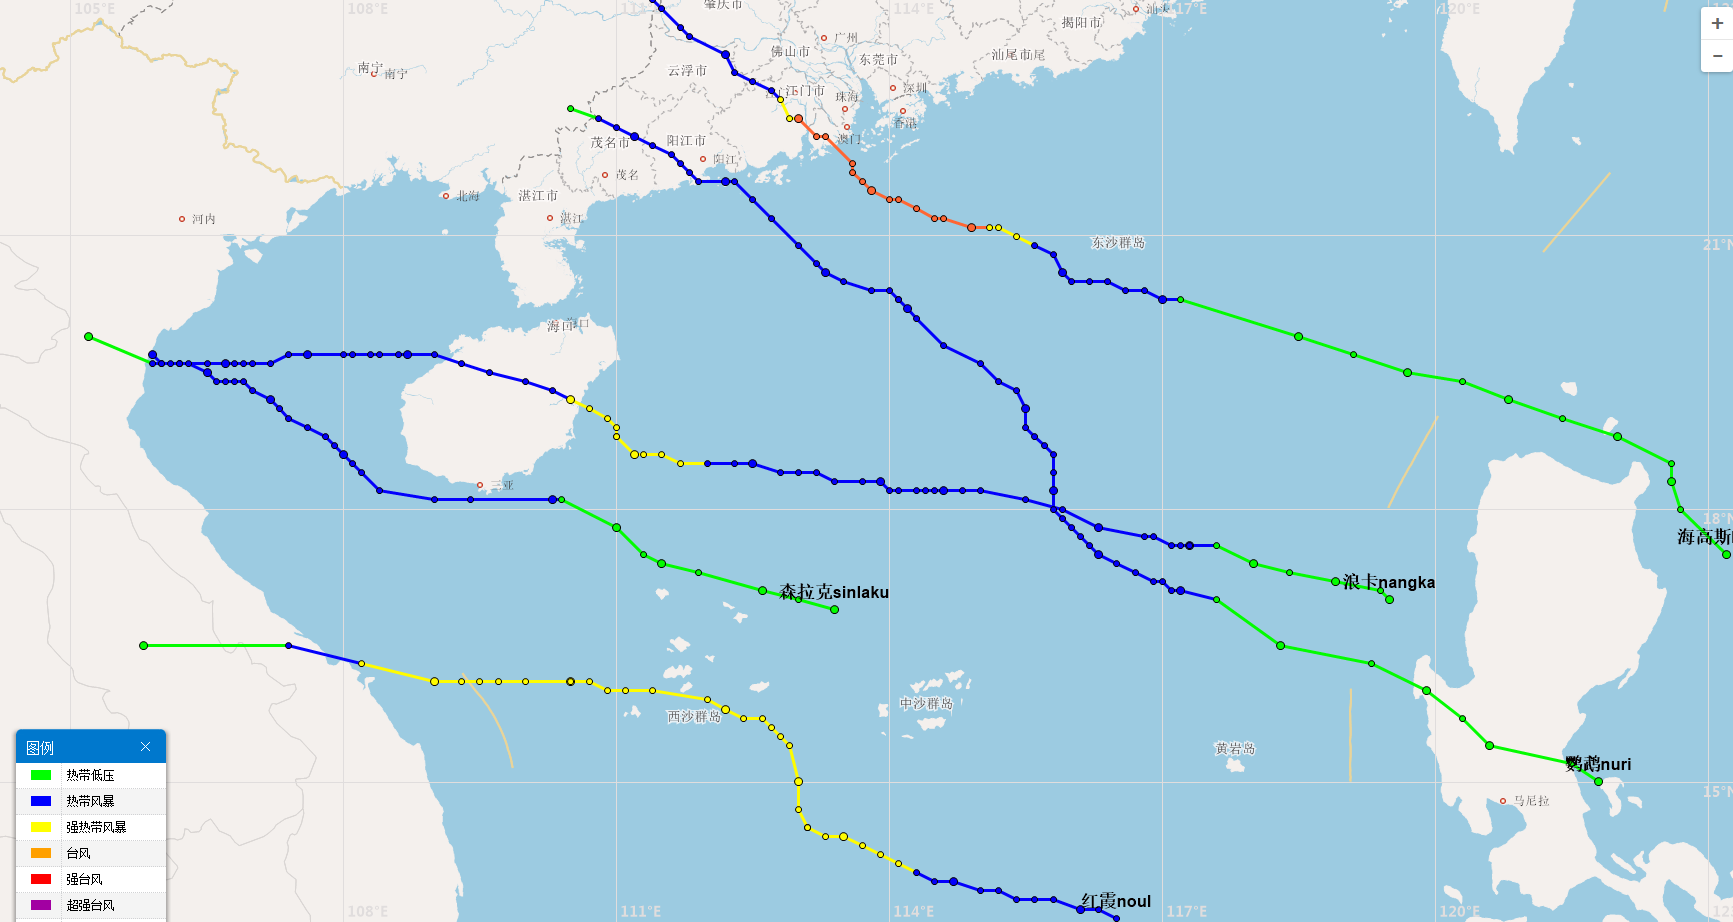 105°E
108°E
111
114°E
17°E
120°E
肇庆市
揭阳市
汕头
广州
佛山市
东莞市
汕尾市尾
云浮市
南宁
南宁
江门市
珠海
深圳
香港
澳门
茂名市
阳江市
阳江
茂名
湛江市
北海
湛江
河内
东沙群岛
21°N
海口
海口
18°N
三亚
海高斯
森拉克sinlaku
浪卡nangka
西沙群岛
中沙群岛
黄岩岛
鹦鹉nuri
15°N
马尼拉
红霞noul
图例
热带低压
热带风暴
强热带风暴
台风
强台风
超强台风
108°E
111°E
114°E
117°E
120°E
+
−